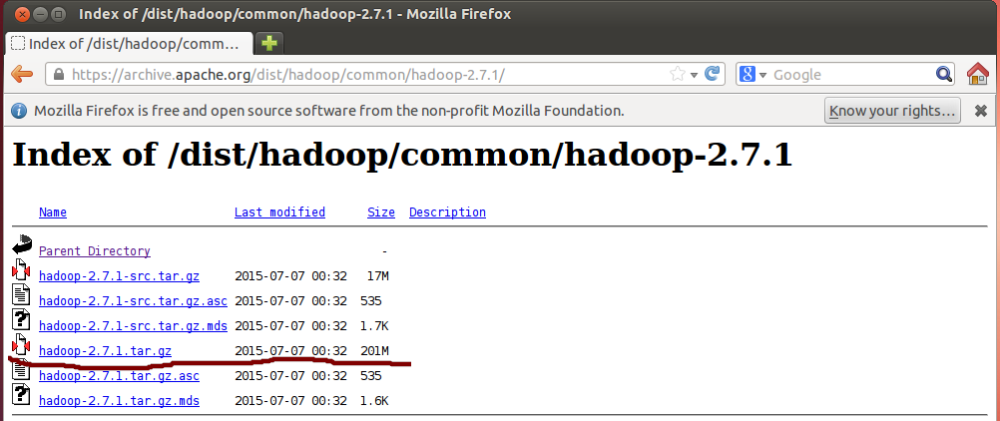 Index of /dist/hadoop/common/hadoop-2.7.1 - Mozilla Firefox
Index of /dist/hadoop/comm...
https://archive.apache.org/dist/hadoop/common/hadoop-2.7.1/ Google
Mozilla Firefox is free and open source software from the non-profit Mozilla Foundation. Know your rights...
Index of /dist/hadoop/common/hadoop-2.7.1
Name Last modified Size Description
Parent Directory -
hadoop-2.7.1-src.tar.gz 2015-07-07 00:32 17M
hadoop-2.7.1-src.tar.gz.asc 2015-07-07 00:32 535
hadoop-2.7.1-src.tar.gz.mds 2015-07-07 00:32 1.7K
hadoop-2.7.1.tar.gz 2015-07-07 00:32 201M
hadoop-2.7.1.tar.gz.asc 2015-07-07 00:32 535
hadoop-2.7.1.tar.gz.mds 2015-07-07 00:32 1.6K